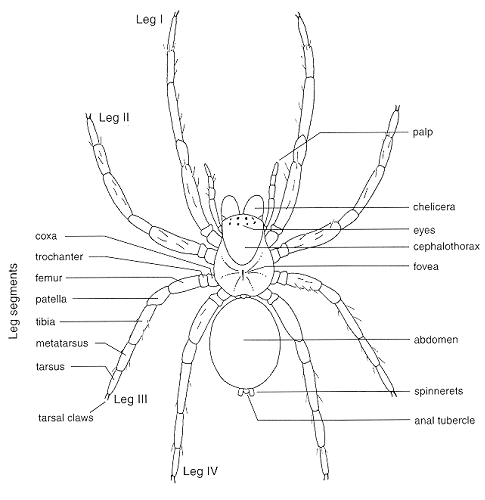 Leg I
Leg II
palp
chelicera
eyes
cephalothorax
fovea
abdomen
spinnerets
anal tubercle
Leg segments
coxa
trochanter
femur
patella
tibia
metatarsus
tarsus
tarsal claws
Leg III
Leg IV